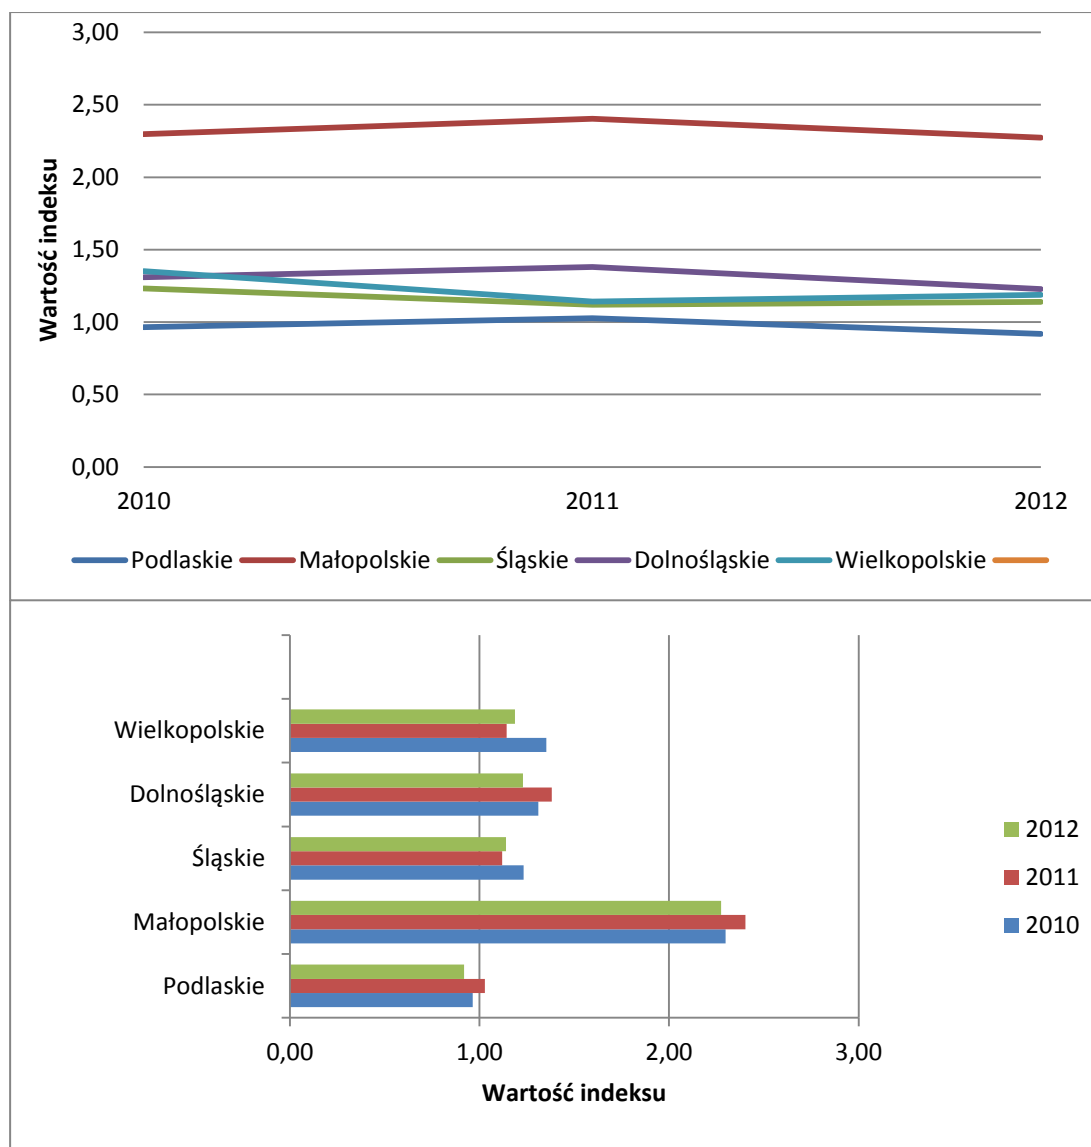 3,00
2,50
2,00
1,50
1,00
0,50
0,00
Wartość indeksu
2010 2011 2012
Podlaskie Małopolskie Śląskie Dolnośląskie Wielkopolskie
Wielkopolskie
Dolnośląskie
Śląskie
Małopolskie
Podlaskie
2012
2011
2010
0,00 1,00 2,00 3,00
Wartość indeksu